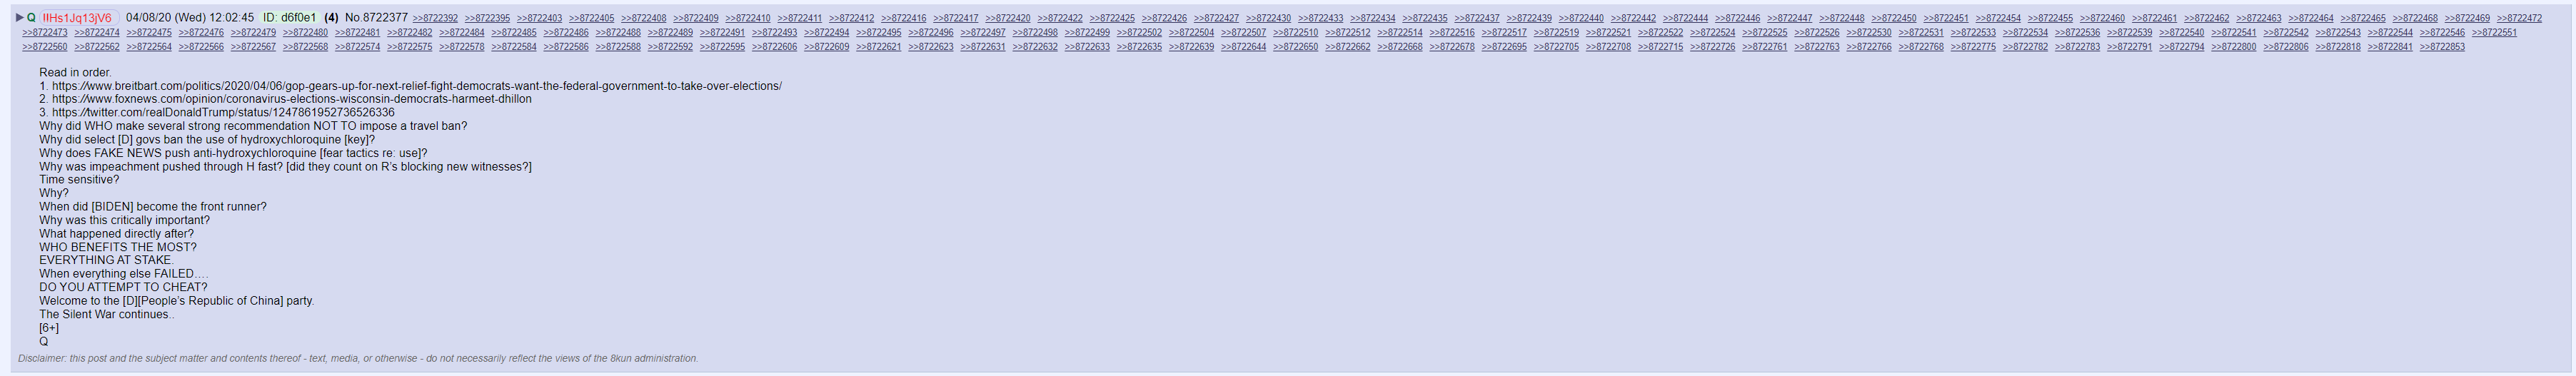 ▶ Q !!Hs1Jq13jV6 04/08/20 (Wed) 12:02:45 ID: d6f0e1 (4) No.8722377 >>8722392 >>8722395 >>8722403 >>8722405 >>8722408 >>8722409 >>8722410 >>8722411 >>8722412 >>8722416 >>8722417 >>8722420 >>8722422 >>8722425 >>8722426 >>8722427 >>8722430 >>8722433 >>8722434 >>8722435 >>8722437 >>8722439 >>8722440 >>8722442 >>8722444 >>8722446 >>8722447 >>8722448 >>8722450 >>8722451 >>8722454 >>8722455 >>8722460 >>8722461 >>8722462 >>8722463 >>8722464 >>8722465 >>8722468 >>8722469 >>8722472
>>8722473 >>8722474 >>8722475 >>8722476 >>8722479 >>8722480 >>8722481 >>8722482 >>8722484 >>8722485 >>8722486 >>8722488 >>8722489 >>8722491 >>8722493 >>8722494 >>8722495 >>8722496 >>8722497 >>8722498 >>8722499 >>8722502 >>8722504 >>8722507 >>8722510 >>8722512 >>8722514 >>8722516 >>8722517 >>8722519 >>8722521 >>8722522 >>8722524 >>8722525 >>8722526 >>8722530 >>8722531 >>8722533 >>8722534 >>8722536 >>8722539 >>8722540 >>8722541 >>8722542 >>8722543 >>8722544 >>8722546 >>8722551
>>8722560 >>8722562 >>8722564 >>8722566 >>8722567 >>8722568 >>8722574 >>8722575 >>8722578 >>8722584 >>8722586 >>8722588 >>8722592 >>8722595 >>8722606 >>8722609 >>8722621 >>8722623 >>8722631 >>8722632 >>8722633 >>8722635 >>8722639 >>8722644 >>8722650 >>8722662 >>8722668 >>8722678 >>8722695 >>8722705 >>8722708 >>8722715 >>8722726 >>8722761 >>8722763 >>8722766 >>8722768 >>8722775 >>8722782 >>8722783 >>8722791 >>8722794 >>8722800 >>8722806 >>8722818 >>8722841 >>8722853
Read in order.
1. https://www.breitbart.com/politics/2020/04/06/gop-gears-up-for-next-relief-fight-democrats-want-the-federal-government-to-take-over-elections/
2. https://www.foxnews.com/opinion/coronavirus-elections-wisconsin-democrats-harmeet-dhillon
3. https://twitter.com/realDonaldTrump/status/1247861952736526336
Why did WHO make several strong recommendation NOT TO impose a travel ban?
Why did select [D] govs ban the use of hydroxychloroquine [key]?
Why does FAKE NEWS push anti-hydroxychloroquine [fear tactics re: use]?
Why was impeachment pushed through H fast? [did they count on R's blocking new witnesses?]
Time sensitive?
Why?
When did [BIDEN] become the front runner?
Why was this critically important?
What happened directly after?
WHO BENEFITS THE MOST?
EVERYTHING AT STAKE.
When everything else FAILED….
DO YOU ATTEMPT TO CHEAT?
Welcome to the [D][People's Republic of China] party.
The Silent War continues..
[6+]
Q
Disclaimer: this post and the subject matter and contents thereof - text, media, or otherwise - do not necessarily reflect the views of the 8kun administration.